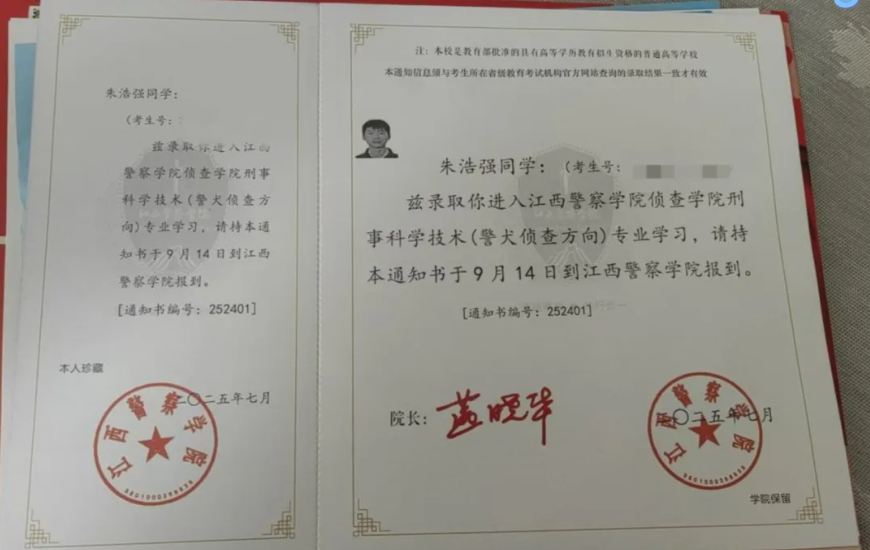 朱浩强同学：
（考生号：
兹录取你进入江西
警察学院侦查学院刑事
科学技术(警犬侦查方
向)专业学习，请持本通
知书于9月14日到江西
警察学院报到。
[通知书编号：252401]
本人珍藏
二〇二五年七月
江西警察学院
注：本校是教育部批准的具有高等学历教育招生资格的普通高等学校
本通知信息须与考生所在省级教育考试机构官方网站查询的录取结果一致才有效
朱浩强同学：（考生号：
兹录取你进入江西警察学院侦查学院刑
事科学技术(警犬侦查方向)专业学习，请持
本通知书于9月14日到江西警察学院报到。
[通知书编号：252401]
院长：
二〇二五年七月
江西警察学院
学院保留